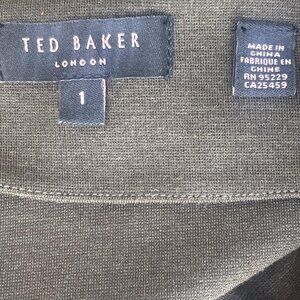 TED BAKER
LONDON
1
MADE IN
CHINA
FABRIQUE EN
CHINE
RN 95229
CA25459